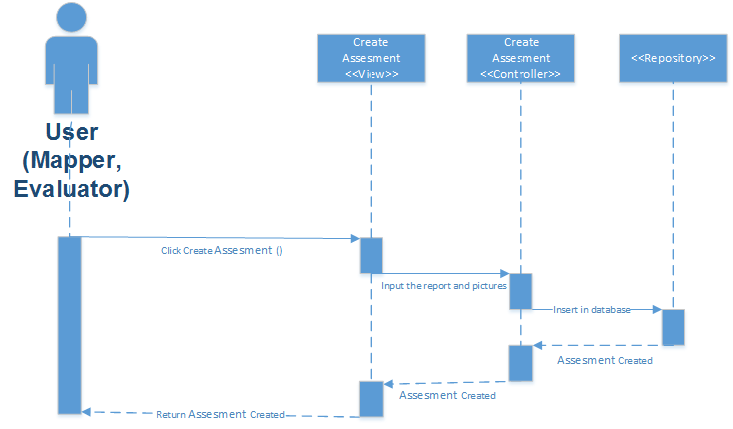 Create
Assesment
<<View>>
Create
Assesment
<<Controller>>
<<Repository>>
User
(Mapper,
Evaluator)
Click Create Assesment ()
Input the report and pictures
Insert in database
Assesment Created
Assesment Created
Return Assesment Created